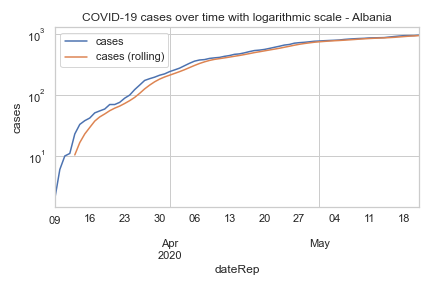 COVID-19 cases over time with logarithmic scale - Albania
cases
cases (rolling)
10³
10²
10¹
cases
09 16 23 30 06 13 20 27 04 11 18
Apr May
2020
dateRep